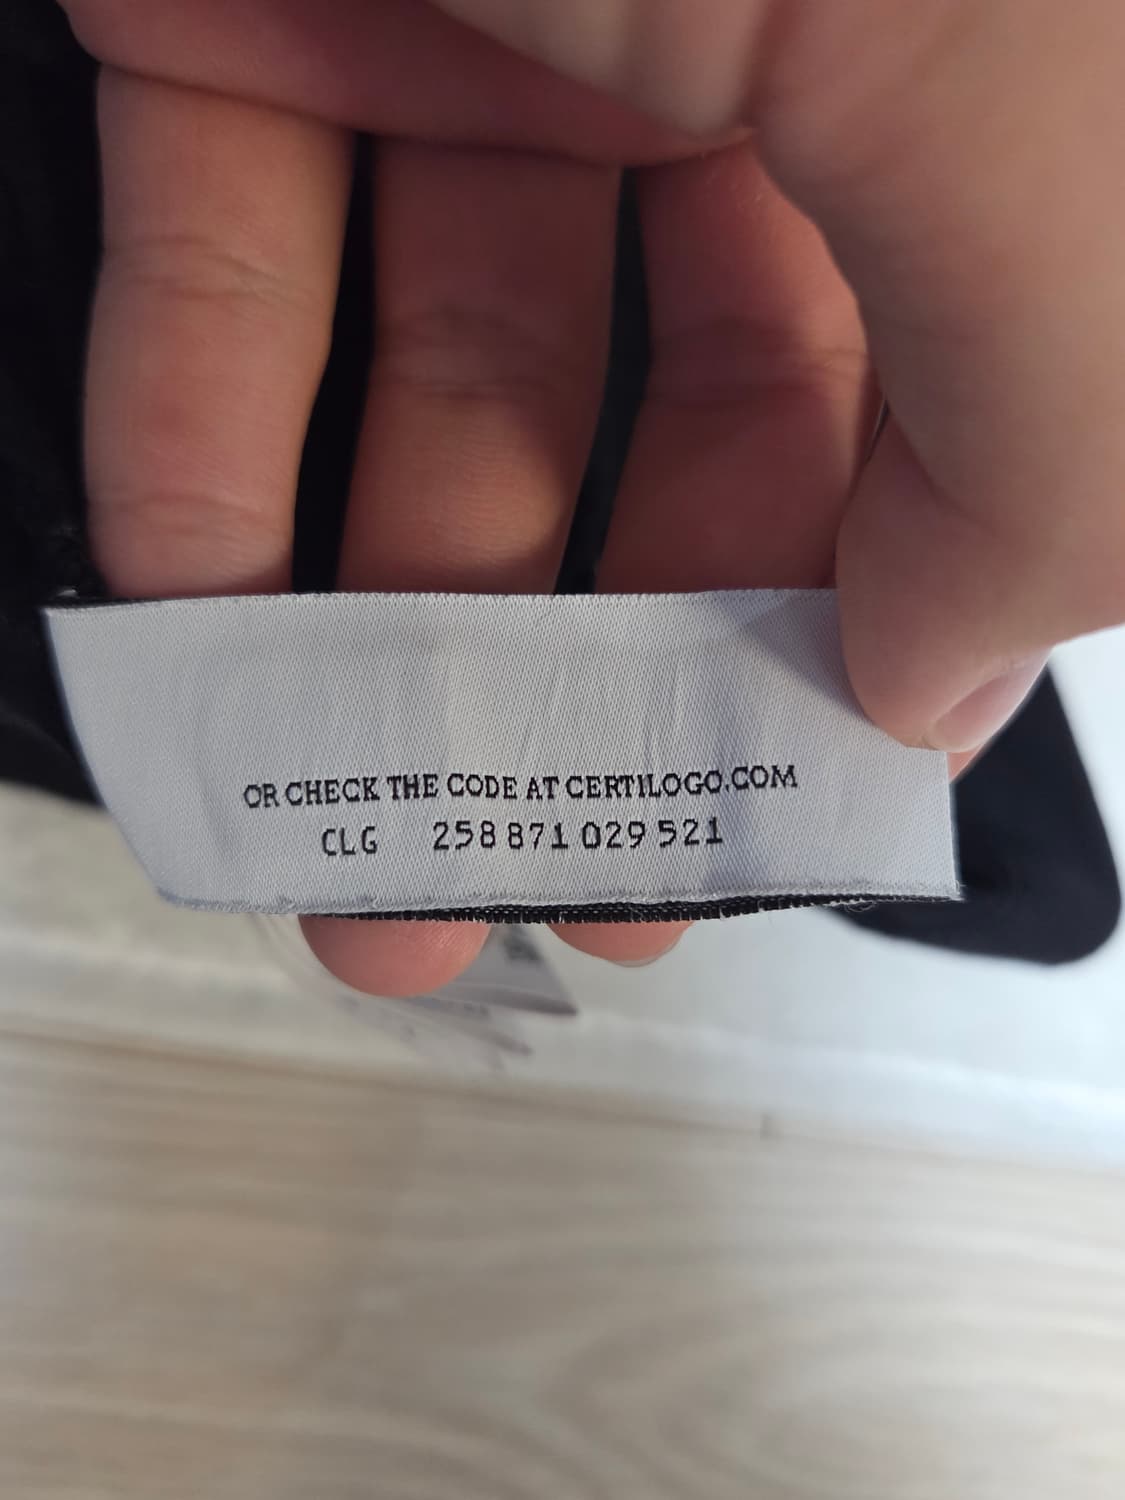 OR CHECK THE CODE AT CERTILOGO.COM
CLG 258 871 029 521